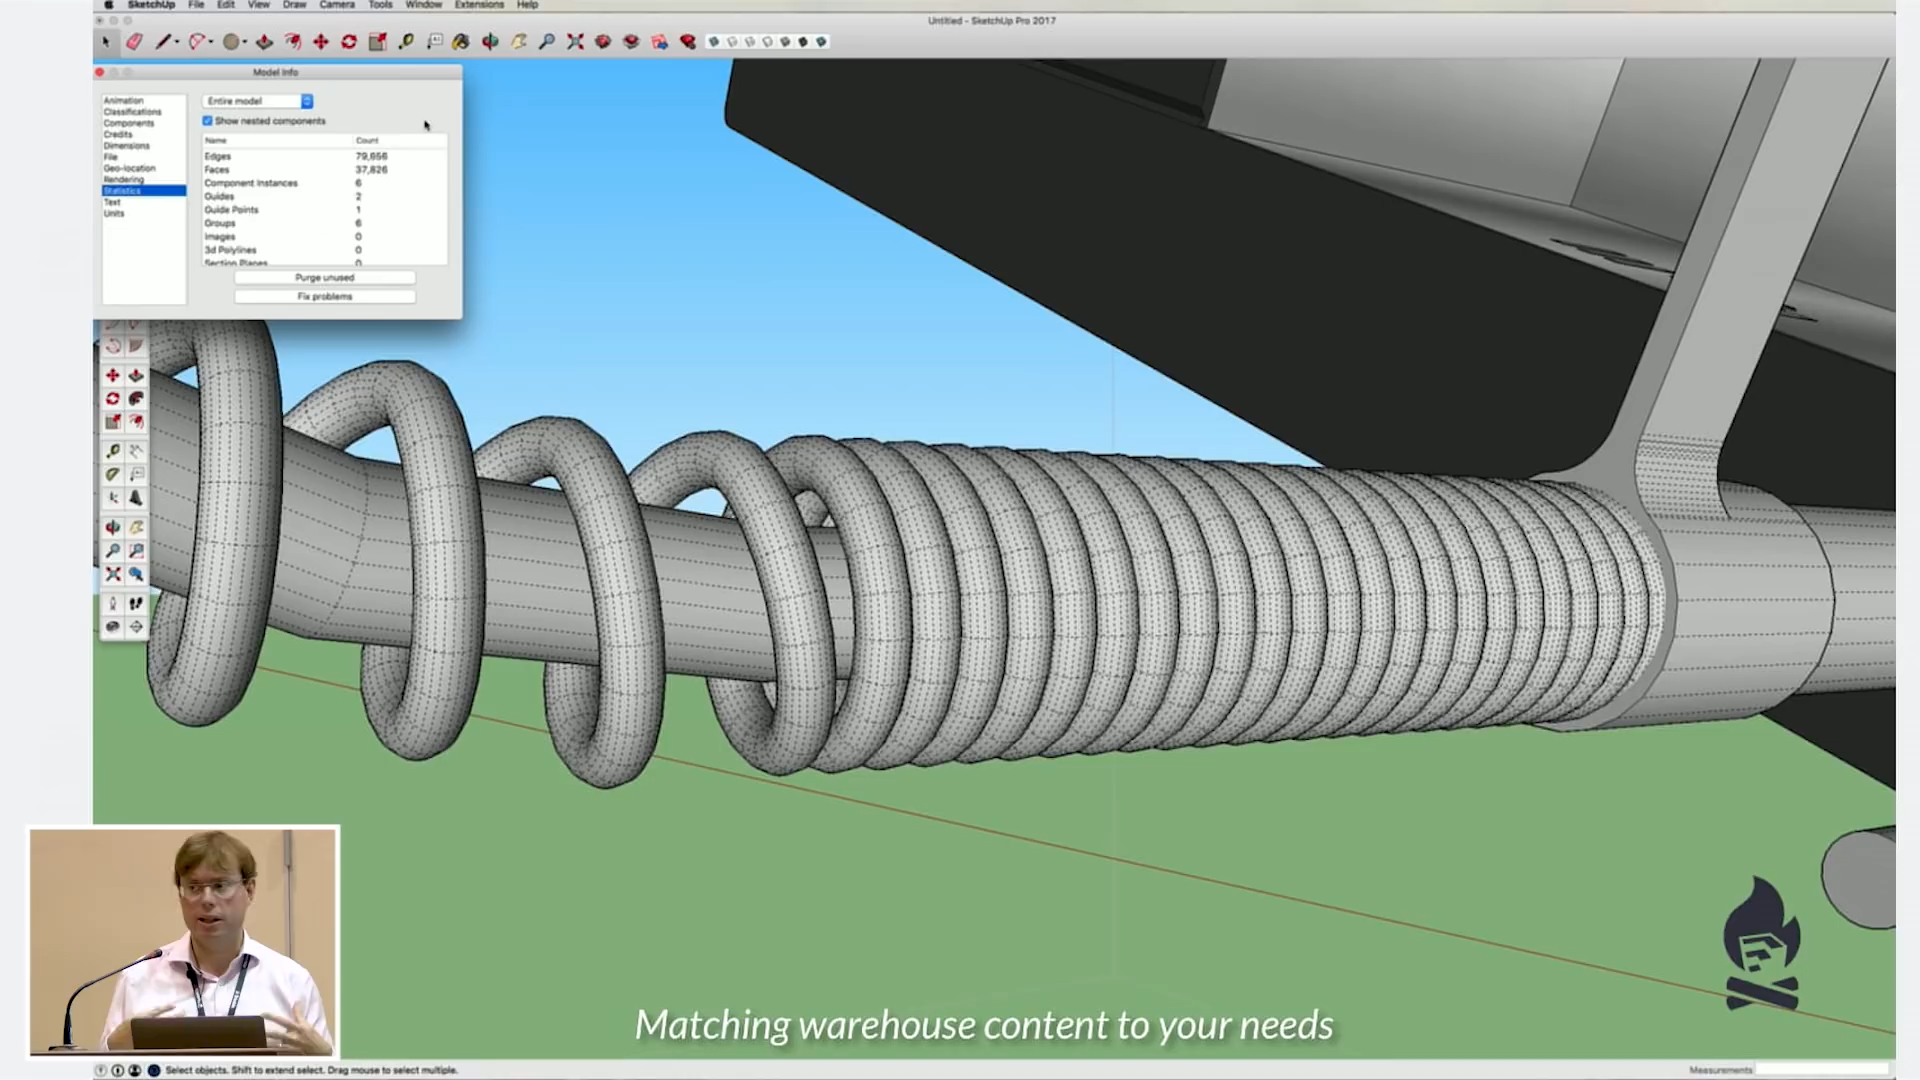 SketchUp File Edit View Draw Camera Tools Window Extensions Help
Untitled - SketchUp Pro 2017
Model Info
Animation
Classifications
Components
Credits
Dimensions
File
Geo-location
Rendering
Statistics
Text
Units
Entire model
Show nested components
Name Count
Edges 79,656
Faces 37,826
Component Instances 6
Guides 2
Guide Points 1
Groups 6
Images 0
3d Polylines 0
Section Planes 0
Purge unused
Fix problems
Matching warehouse content to your needs
Select objects. Shift to extend select. Drag mouse to select multiple.
Measurements